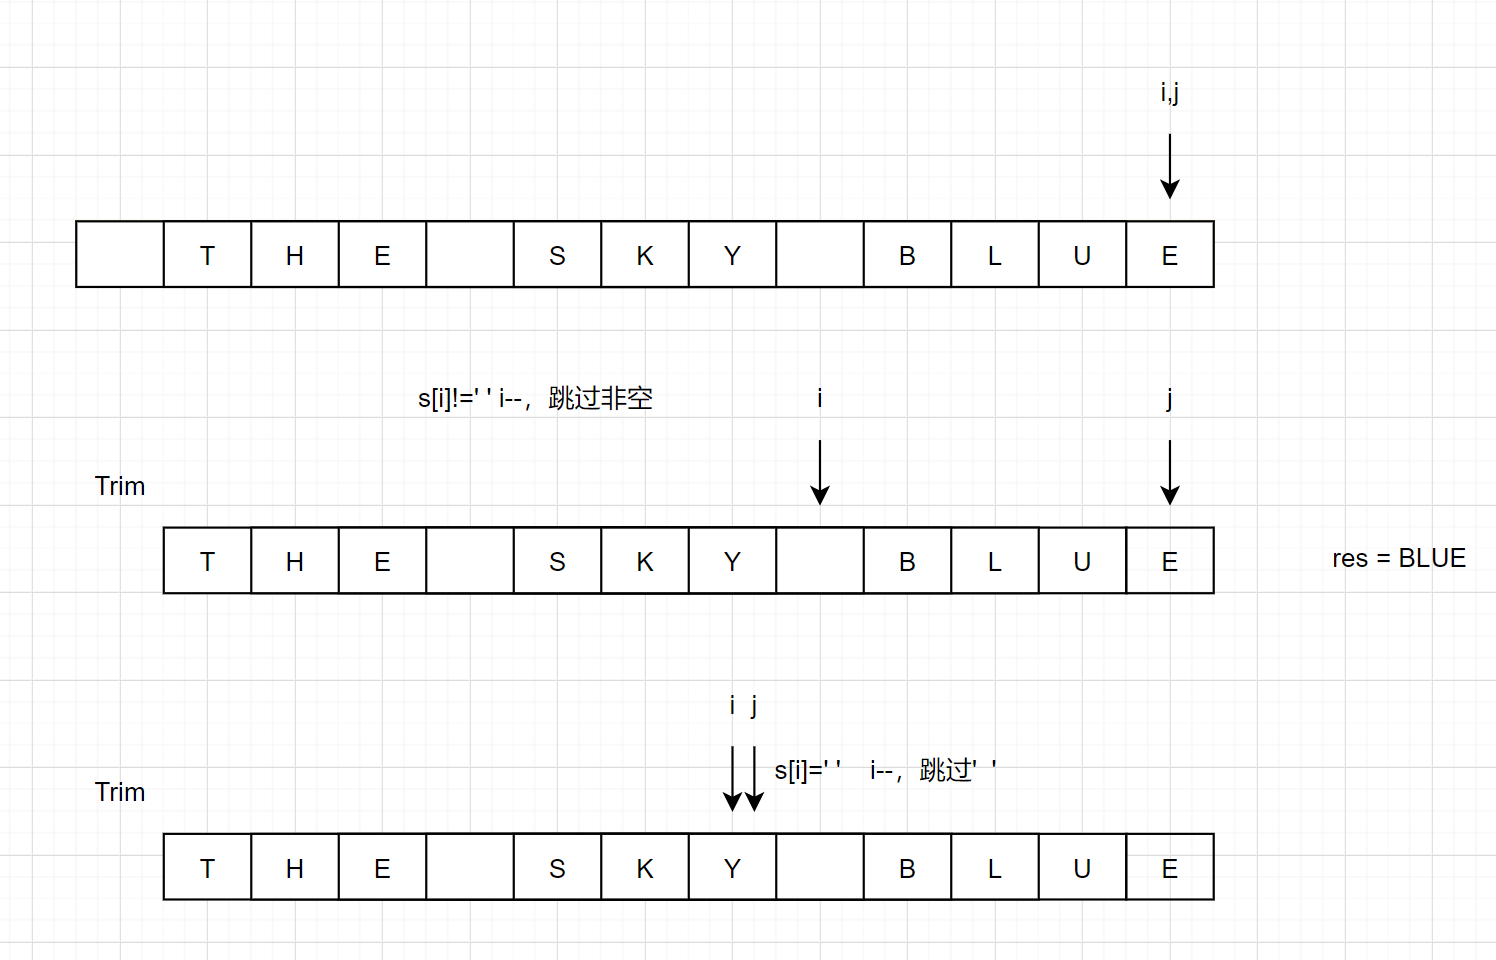 i,j
T H E S K Y B L U E
s[i]!=' ' i--，跳过非空
i
j
Trim
T H E S K Y B L U E
res = BLUE
i j
s[i]=' ' i--，跳过' '
Trim
T H E S K Y B L U E